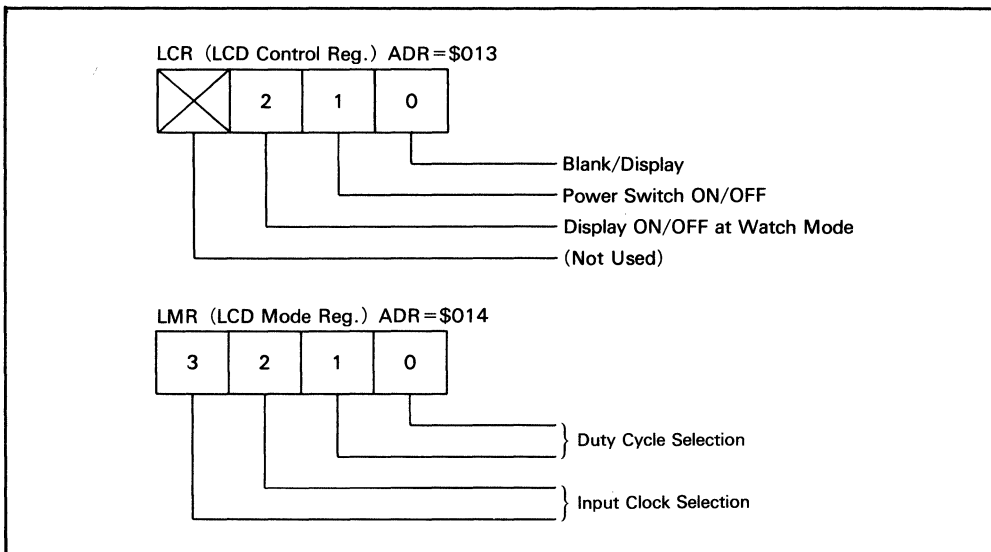 LCR (LCD Control Reg.) ADR=$013
2 1 0
Blank/Display
Power Switch ON/OFF
Display ON/OFF at Watch Mode
(Not Used)
LMR (LCD Mode Reg.) ADR=$014
3 2 1 0
Duty Cycle Selection
Input Clock Selection